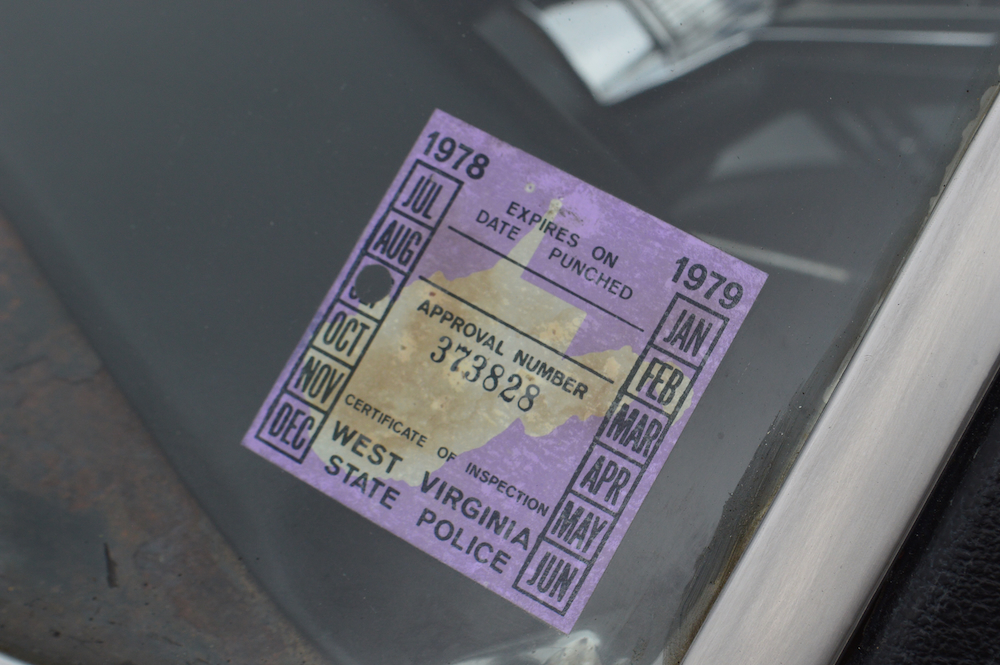 1978
JUL
AUG
OCT
NOV
DEC
EXPIRES ON
DATE PUNCHED
APPROVAL NUMBER
373828
CERTIFICATE OF INSPECTION
WEST VIRGINIA
STATE POLICE
1979
JAN
FEB
MAR
APR
MAY
JUN